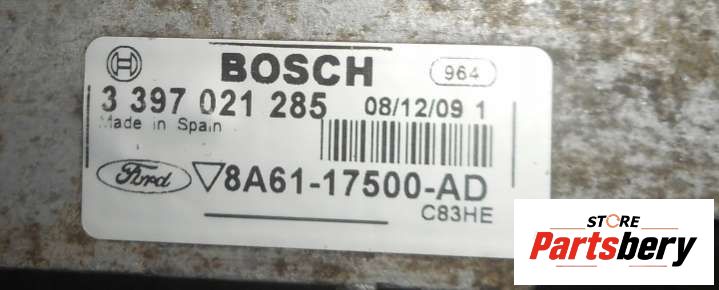 BOSCH 964
3 397 021 285 08/12/09 1
Made in Spain
Ford 8A61-17500-AD
C83HE
STORE
Partsbery